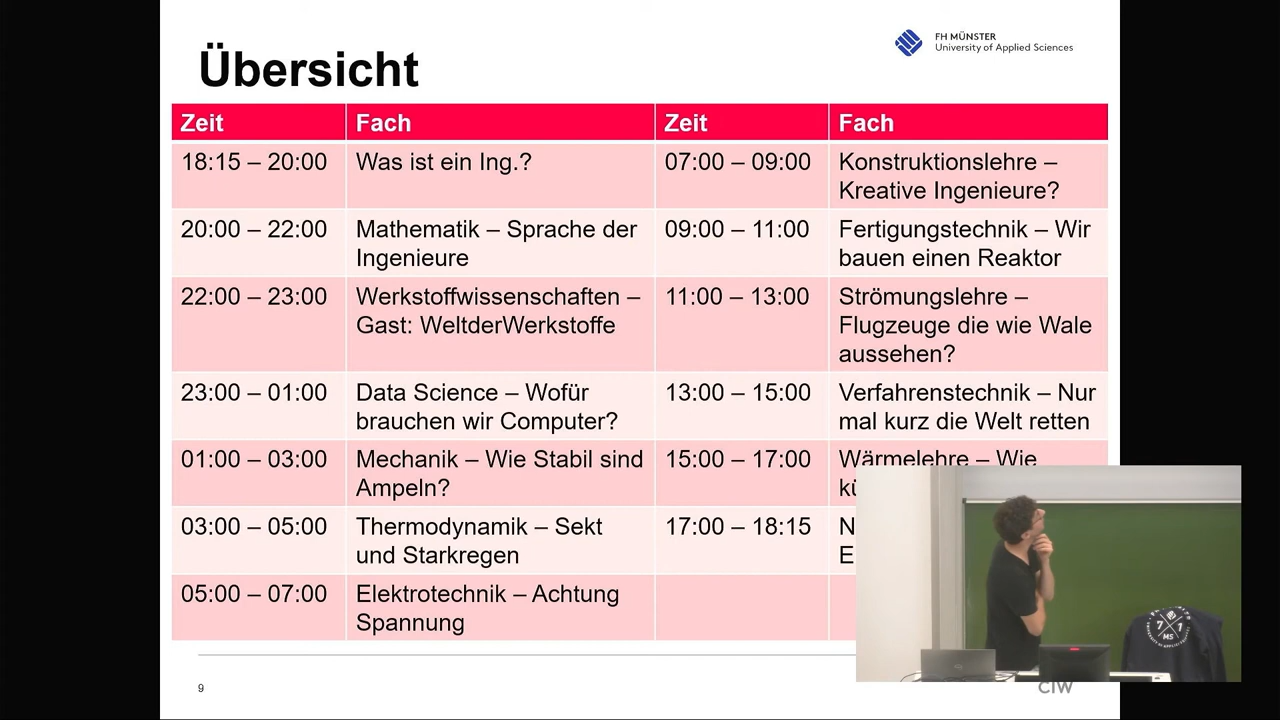 FH MÜNSTER
University of Applied Sciences
Übersicht
Zeit Fach Zeit Fach
18:15 – 20:00 Was ist ein Ing.? 07:00 – 09:00 Konstruktionslehre –
Kreative Ingenieure?
20:00 – 22:00 Mathematik – Sprache der 09:00 – 11:00 Fertigungstechnik – Wir
Ingenieure bauen einen Reaktor
22:00 – 23:00 Werkstoffwissenschaften – 11:00 – 13:00 Strömungslehre –
Gast: WeltderWerkstoffe Flugzeuge die wie Wale
aussehen?
23:00 – 01:00 Data Science – Wofür 13:00 – 15:00 Verfahrenstechnik – Nur
brauchen wir Computer? mal kurz die Welt retten
01:00 – 03:00 Mechanik – Wie Stabil sind 15:00 – 17:00 Wärmelehre – Wie
Ampeln?
03:00 – 05:00 Thermodynamik – Sekt 17:00 – 18:15
und Starkregen
05:00 – 07:00 Elektrotechnik – Achtung
Spannung
9
CIW
7 1
MS